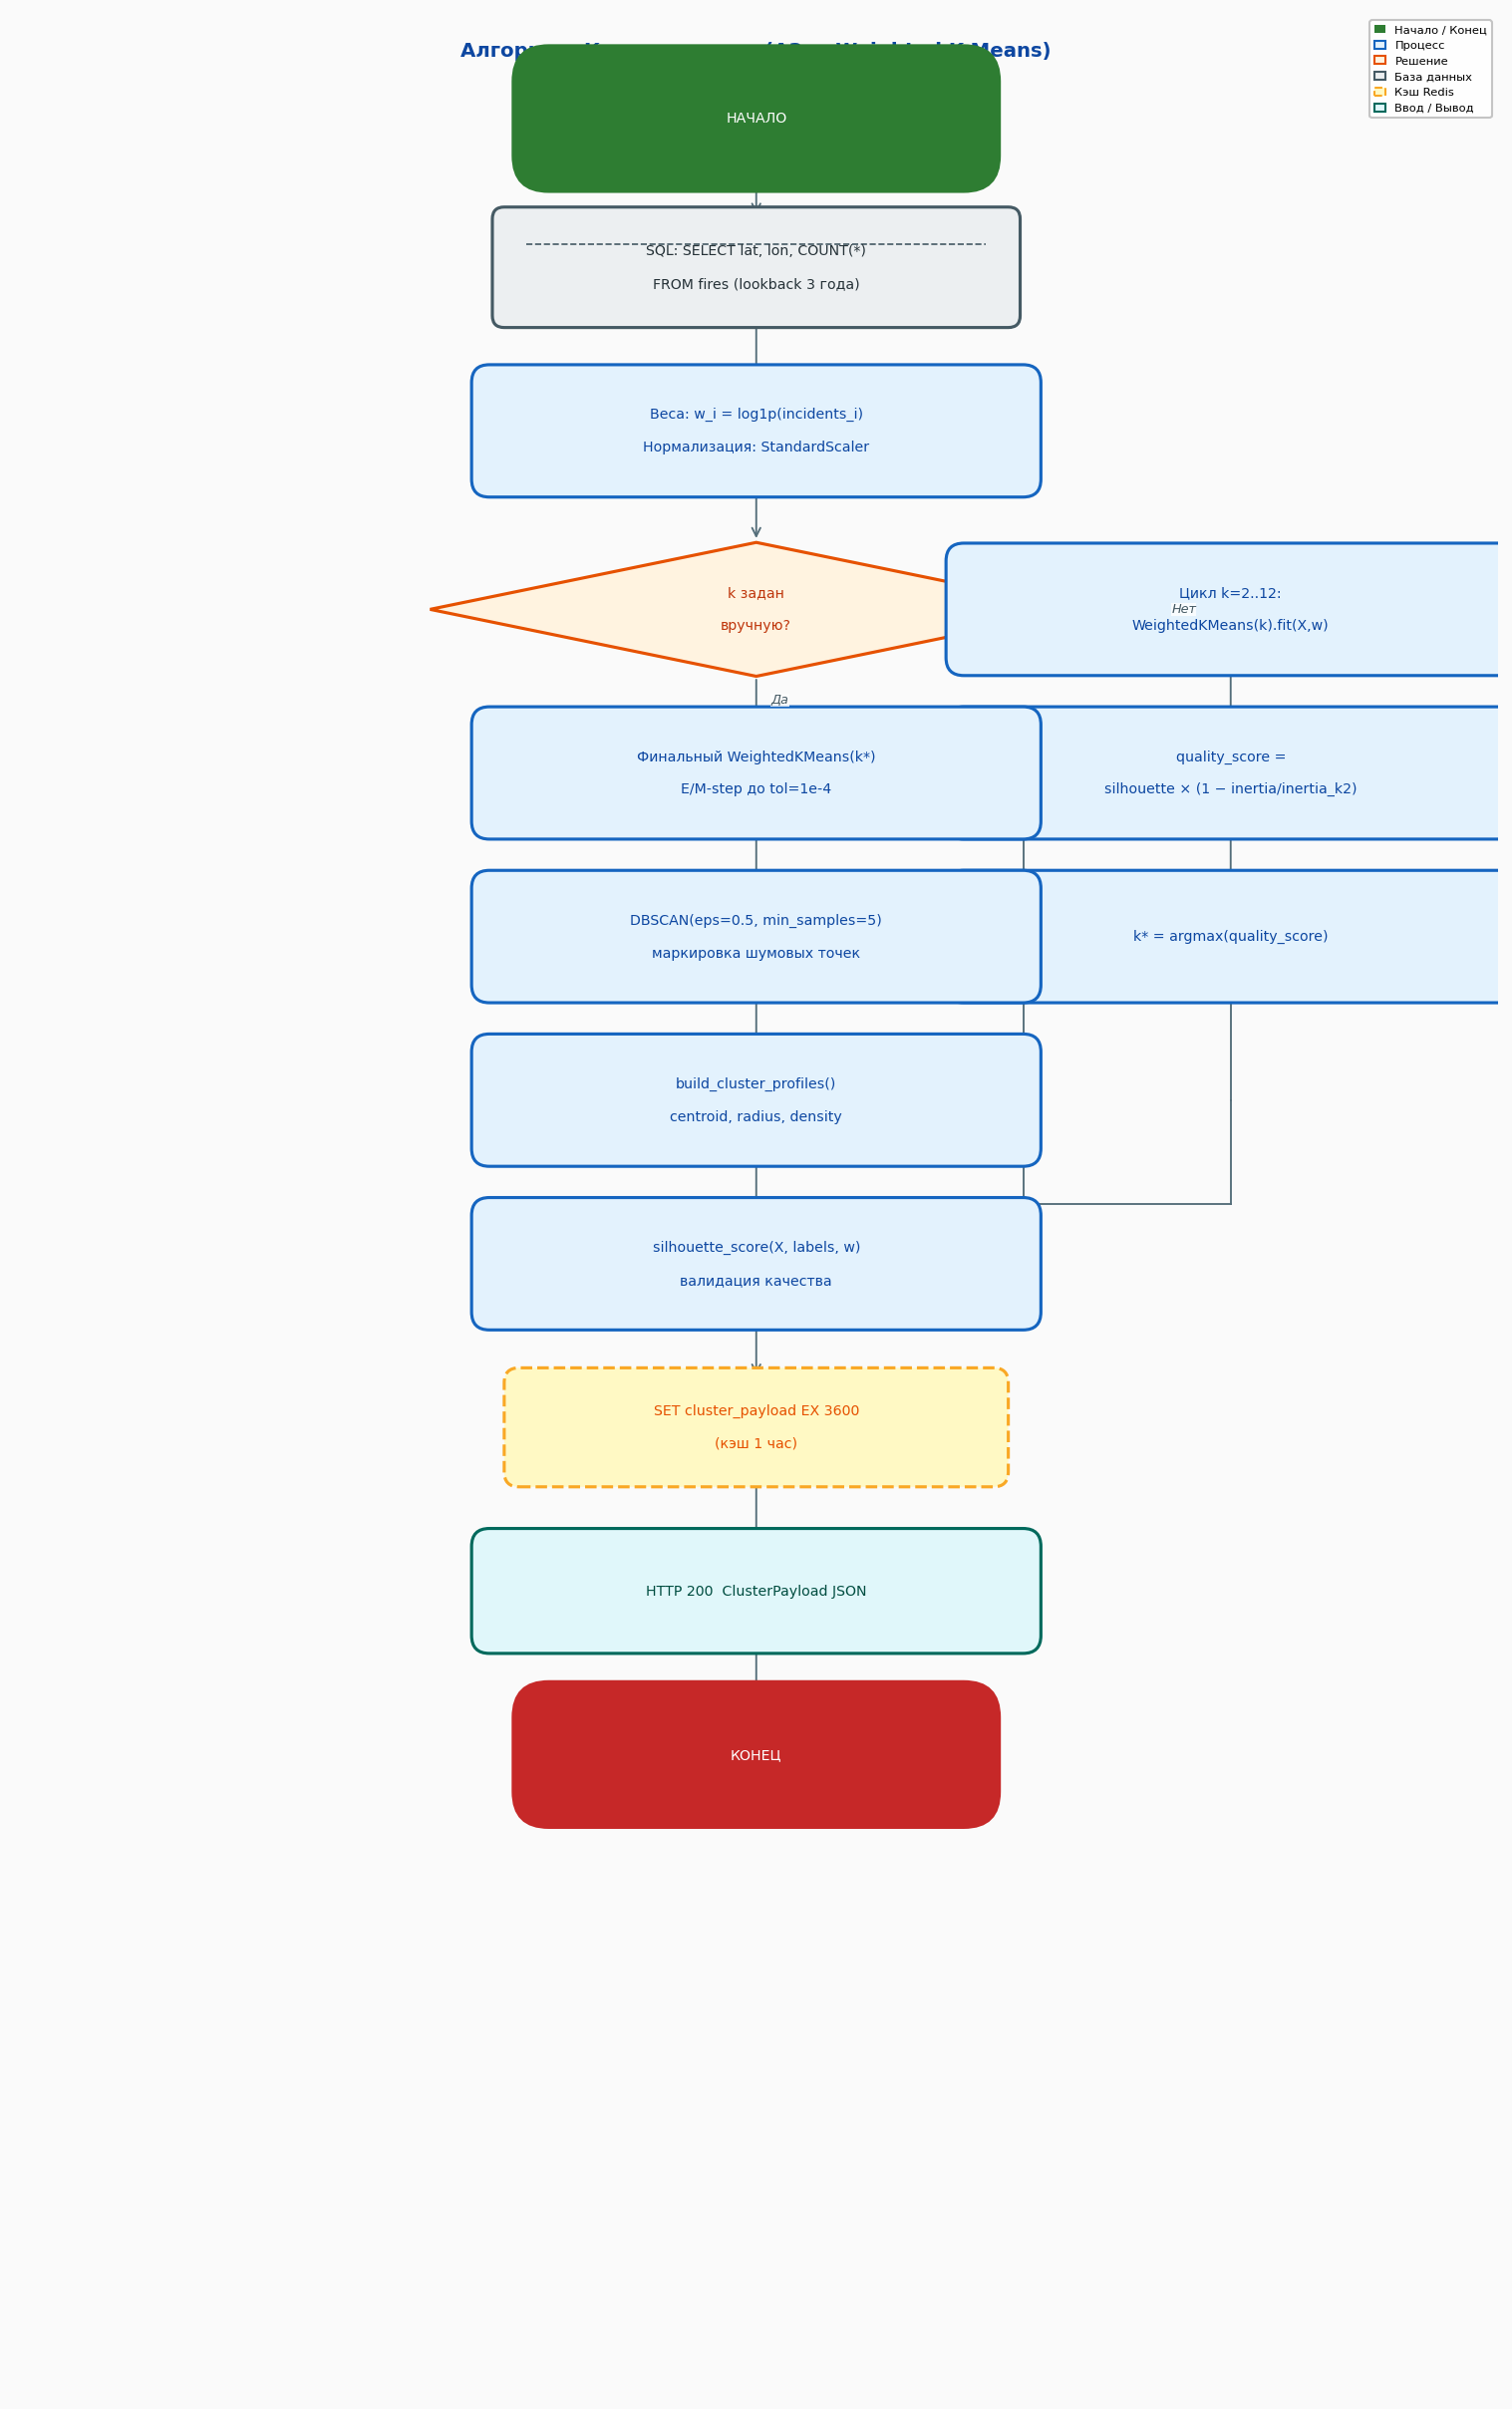 Начало / Конец
Процесс
Решение
База данных
Кэш Redis
Ввод / Вывод
НАЧАЛО
SQL: SELECT lat, lon, COUNT(*)
FROM fires (lookback 3 года)
Веса: w_i = log1p(incidents_i)
Нормализация: StandardScaler
k задан
вручную?
Нет
Цикл k=2..12:
WeightedKMeans(k).fit(X,w)
Да
Финальный WeightedKMeans(k*)
E/M-step до tol=1e-4
quality_score =
silhouette × (1 − inertia/inertia_k2)
DBSCAN(eps=0.5, min_samples=5)
маркировка шумовых точек
k* = argmax(quality_score)
build_cluster_profiles()
centroid, radius, density
silhouette_score(X, labels, w)
валидация качества
SET cluster_payload EX 3600
(кэш 1 час)
HTTP 200  ClusterPayload JSON
КОНЕЦ